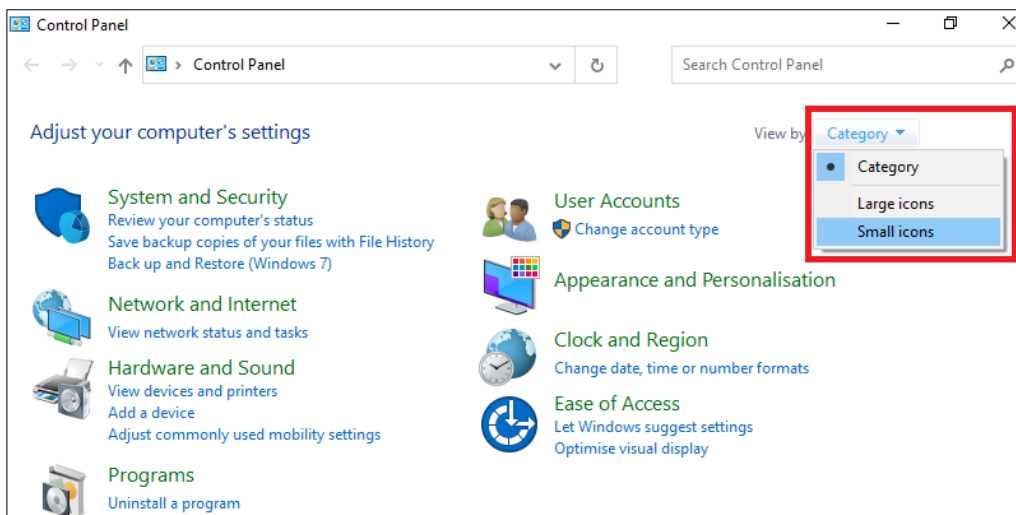 Control Panel
Control Panel
Search Control Panel
Adjust your computer's settings
View by
Category
Category
Large icons
Small icons
System and Security
Review your computer's status
Save backup copies of your files with File History
Back up and Restore (Windows 7)
Network and Internet
View network status and tasks
Hardware and Sound
View devices and printers
Add a device
Adjust commonly used mobility settings
Programs
Uninstall a program
User Accounts
Change account type
Appearance and Personalisation
Clock and Region
Change date, time or number formats
Ease of Access
Let Windows suggest settings
Optimise visual display